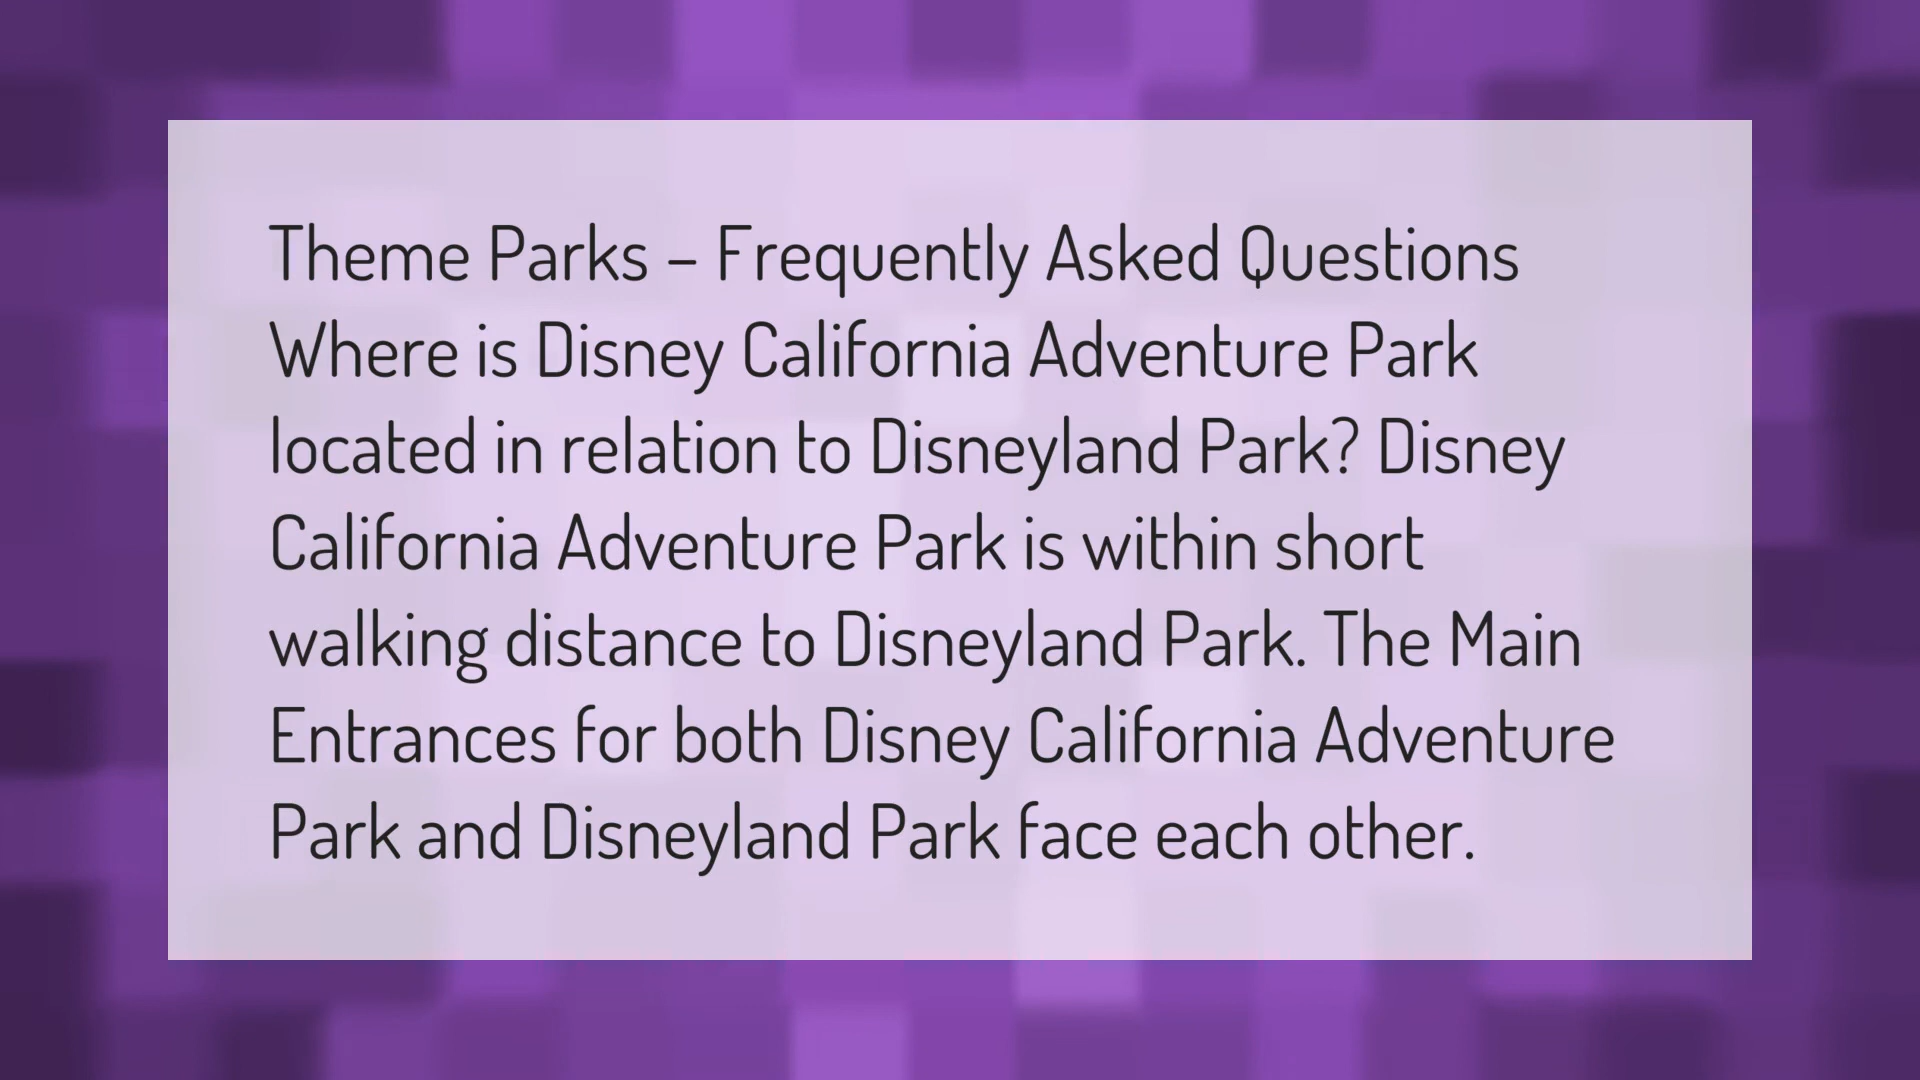 Theme Parks – Frequently Asked Questions
Where is Disney California Adventure Park
located in relation to Disneyland Park? Disney
California Adventure Park is within short
walking distance to Disneyland Park. The Main
Entrances for both Disney California Adventure
Park and Disneyland Park face each other.